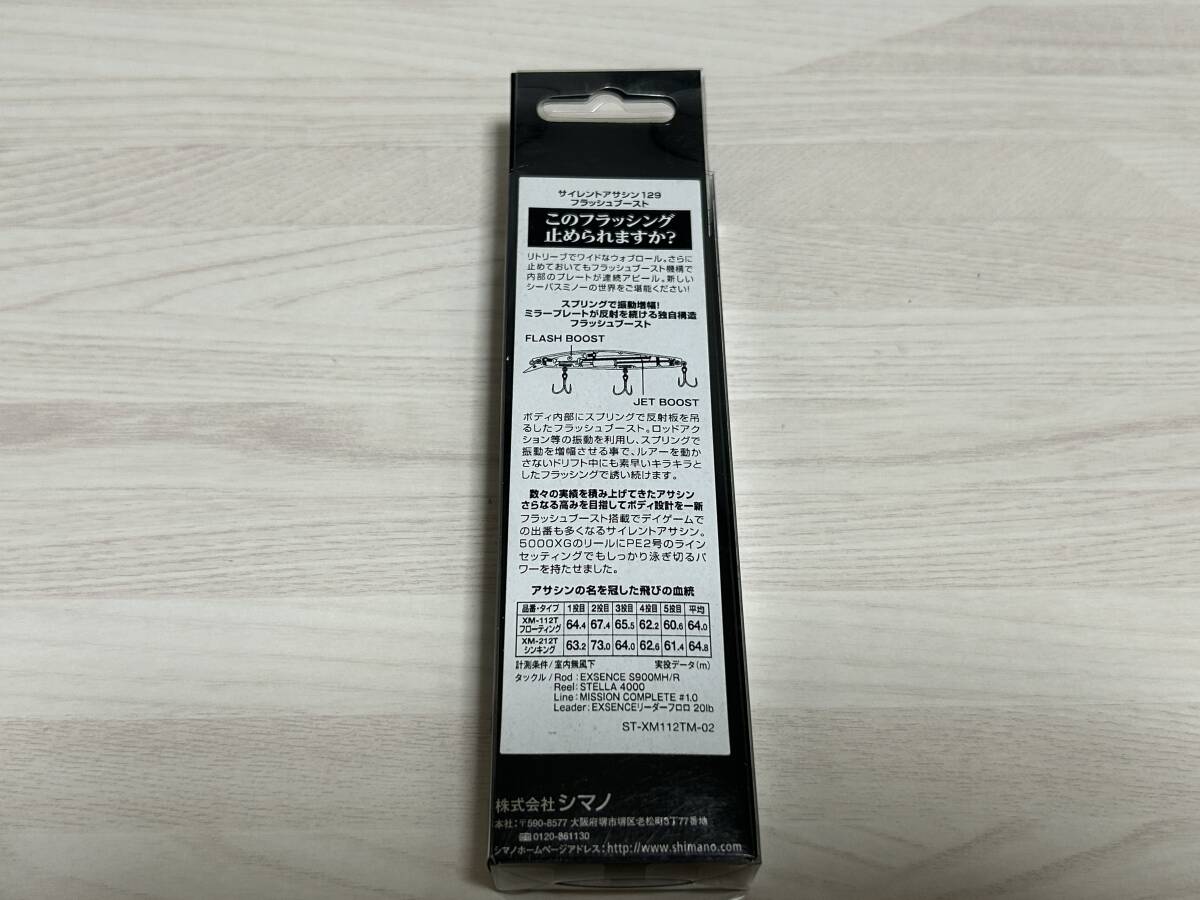 サイレントアサシン129
フラッシュブースト
このフラッシング
止められますか?
リトリーブでワイドなウォブロール。さらに
止めておいてもフラッシュブースト機構で
内部のプレートが連続アピール。新しい
シーバスミノーの世界をご堪能ください!
スプリングで振動増幅!
ミラープレートが反射を続ける独自構造
フラッシュブースト
FLASH BOOST
JET BOOST
ボディ内部にスプリングで反射板を吊
るしたフラッシュブースト。ロッドアク
ション等の振動を利用し、スプリングで
振動を増幅させる事で、ルアーを動か
さないドリフト中にも素早いキラキラと
したフラッシングで誘い続けます。
数々の実績を積み上げてきたアサシン
さらなる高みを目指してボディ設計を一新
フラッシュブースト搭載でデイゲームで
の出番も多くなるサイレントアサシン。
5000XGのリールにPE2号のライン
セッティングでもしっかり泳ぎ切るパ
ワーを持たせました。
アサシンの名を冠した飛びの血統
品番・タイプ 1投目 2投目 3投目 4投目 5投目 平均
XM-112T フローティング 64.4 67.4 65.5 62.2 60.6 64.0
XM-212T シンキング 63.2 73.0 64.0 62.6 61.4 64.8
計測条件/室内無風下 実投データ(m)
タックル/Rod:EXSENCE S900MH/R
Reel:STELLA 4000
Line:MISSION COMPLETE #1.0
Leader:EXSENCEリーダーフロロ 20lb
ST-XM112TM-02
株式会社シマノ
本社:〒590-8577 大阪府堺市堺区老松町3丁77番地
0120-861130
シマノホームページアドレス:http://www.shimano.com